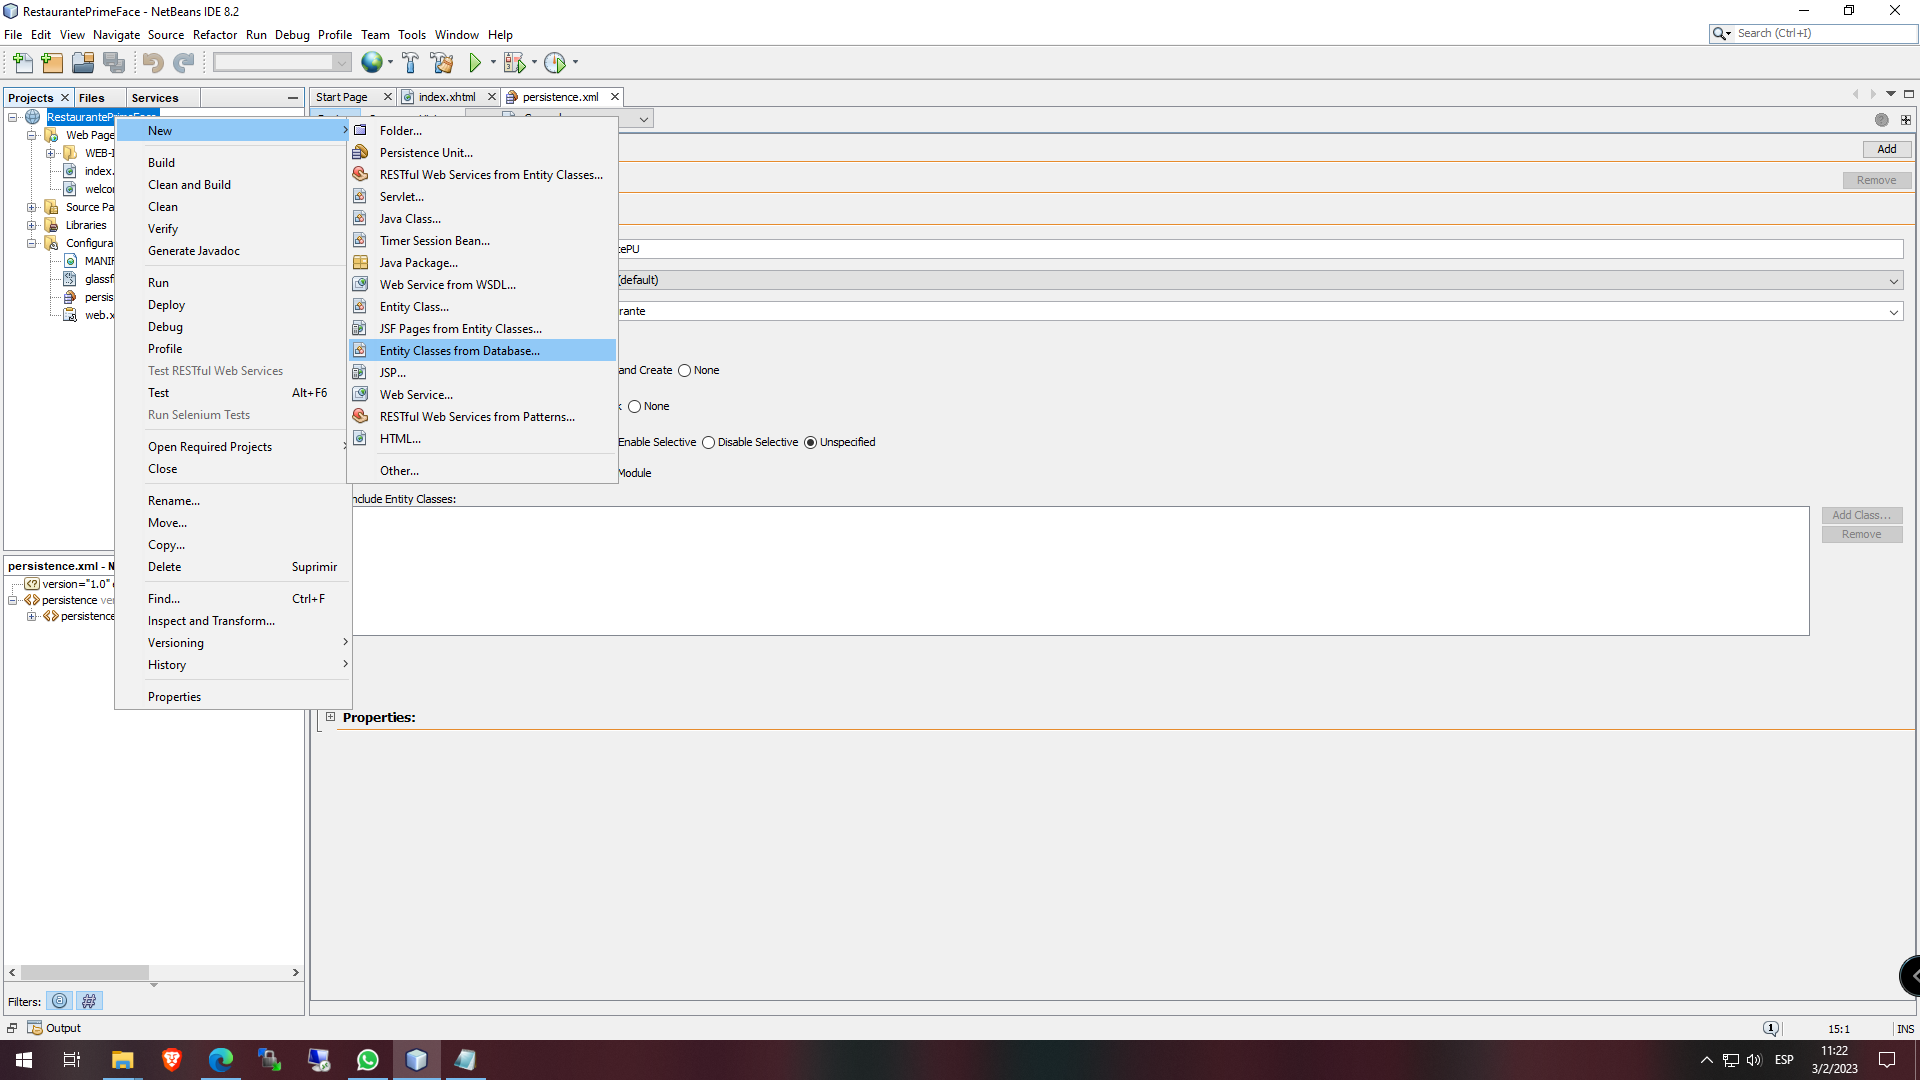 RestaurantePrimeFace - NetBeans IDE 8.2
File Edit View Navigate Source Refactor Run Debug Profile Team Tools Window Help
Search (Ctrl+I)
Projects Files Services
Start Page index.xhtml persistence.xml
RestaurantePrimeFace
Web Page
WEB-I
index.
welcor
Source Pa
Libraries
Configura
MANIF
glassf
persis
web.x
New
Build
Clean and Build
Clean
Verify
Generate Javadoc
Run
Deploy
Debug
Profile
Test RESTful Web Services
Test Alt+F6
Run Selenium Tests
Open Required Projects
Close
Rename...
Move...
Copy...
Delete Suprimir
Find... Ctrl+F
Inspect and Transform...
Versioning
History
Properties
Folder...
Persistence Unit...
RESTful Web Services from Entity Classes...
Servlet...
Java Class...
Timer Session Bean...
Java Package...
Web Service from WSDL...
Entity Class...
JSF Pages from Entity Classes...
Entity Classes from Database...
JSP...
Web Service...
RESTful Web Services from Patterns...
HTML...
Other...
Add
Remove
tePU
(default)
rante
and Create None
k None
Enable Selective Disable Selective Unspecified
Module
nclude Entity Classes:
Add Class...
Remove
Properties:
persistence.xml - N
version="1.0"
persistence ver
persistence
Filters:
Output
1 15:1 INS
ESP
11:22
3/2/2023